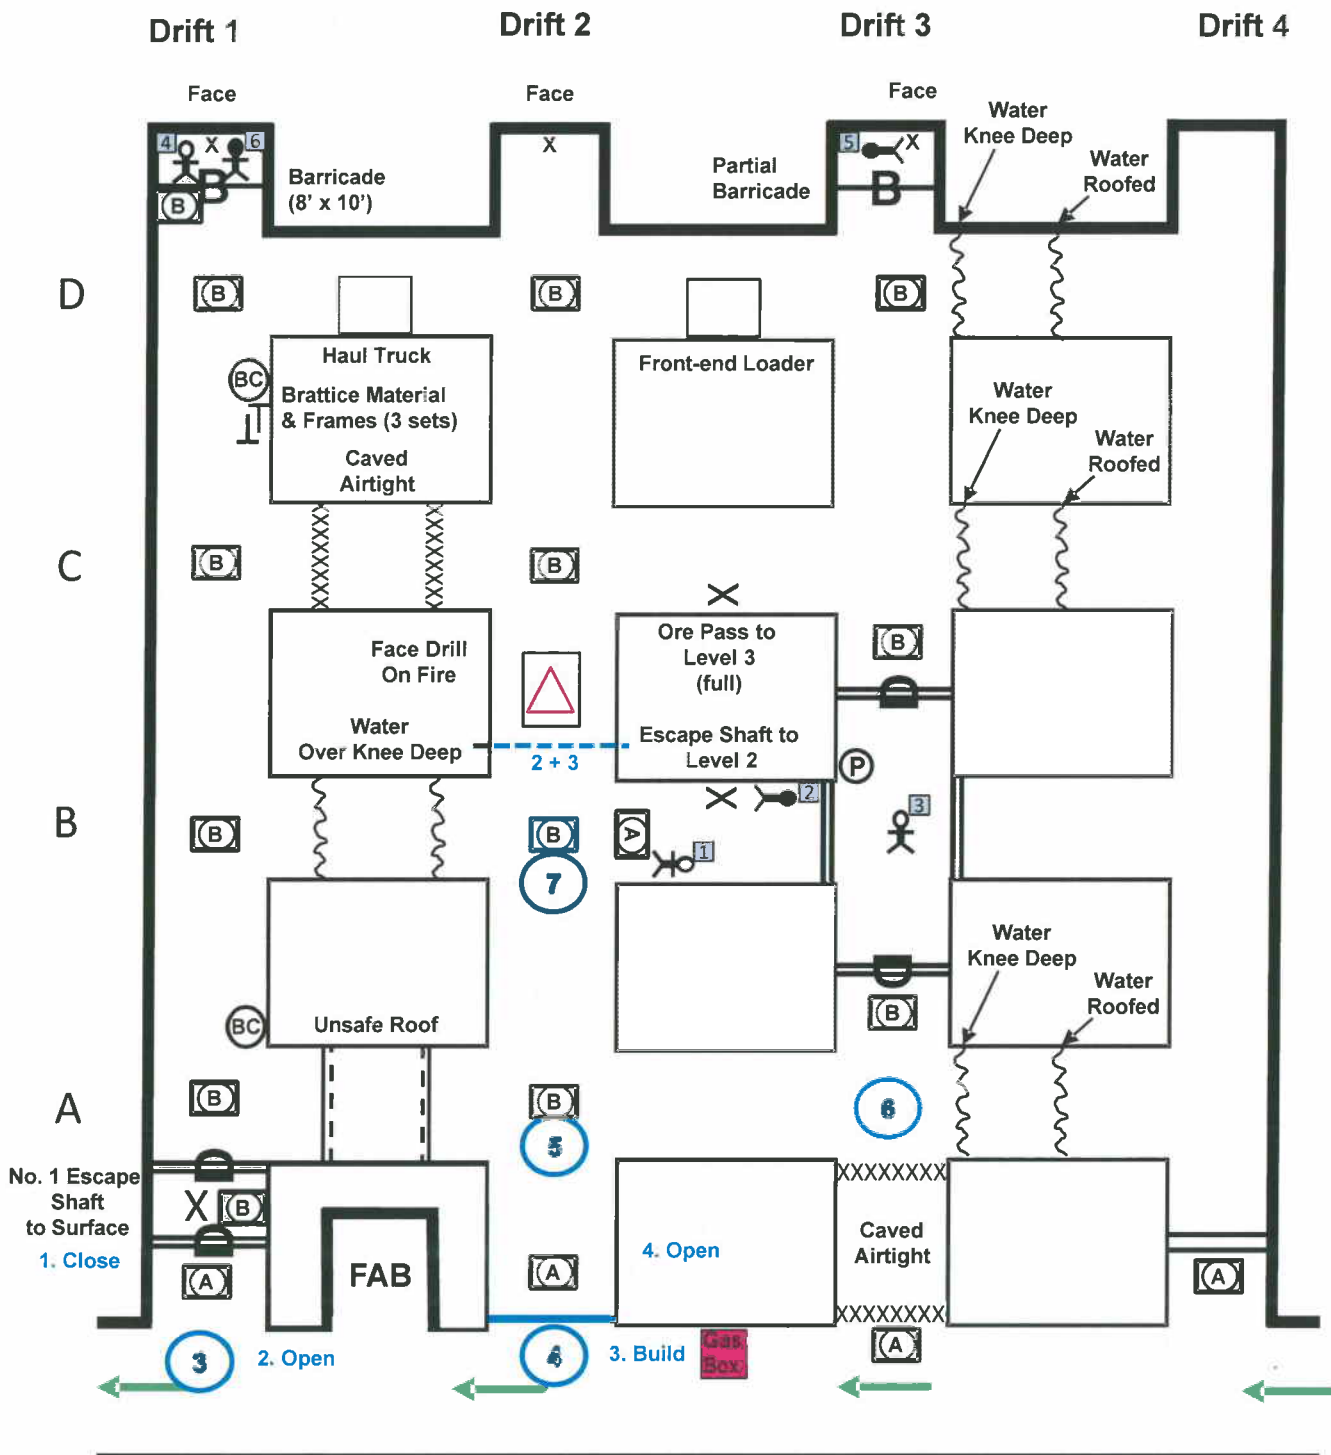 Drift 1
Drift 2
Drift 3
Drift 4
Face
Face
Face
Water
Knee Deep
Water
Roofed
4
X
6
X
5
X
B
B
Barricade
(8' x 10')
Partial
Barricade
B
D
B
B
B
Haul Truck
Brattice Material
& Frames (3 sets)
Caved
Airtight
BC
Front-end Loader
Water
Knee Deep
Water
Roofed
XXXXXXXX
XXXXXXXX
C
B
B
X
Face Drill
On Fire
Water
Over Knee Deep
2 + 3
Ore Pass to
Level 3
(full)
Escape Shaft to
Level 2
B
P
X
2
3
B
B
B
A
1
7
Water
Knee Deep
Water
Roofed
BC
Unsafe Roof
B
A
B
B
5
6
No. 1 Escape
Shaft
to Surface
X
B
1. Close
A
FAB
A
4. Open
XXXXXXX
Caved
Airtight
XXXXXXX
A
A
3
2. Open
4
3. Build
Gas
Box